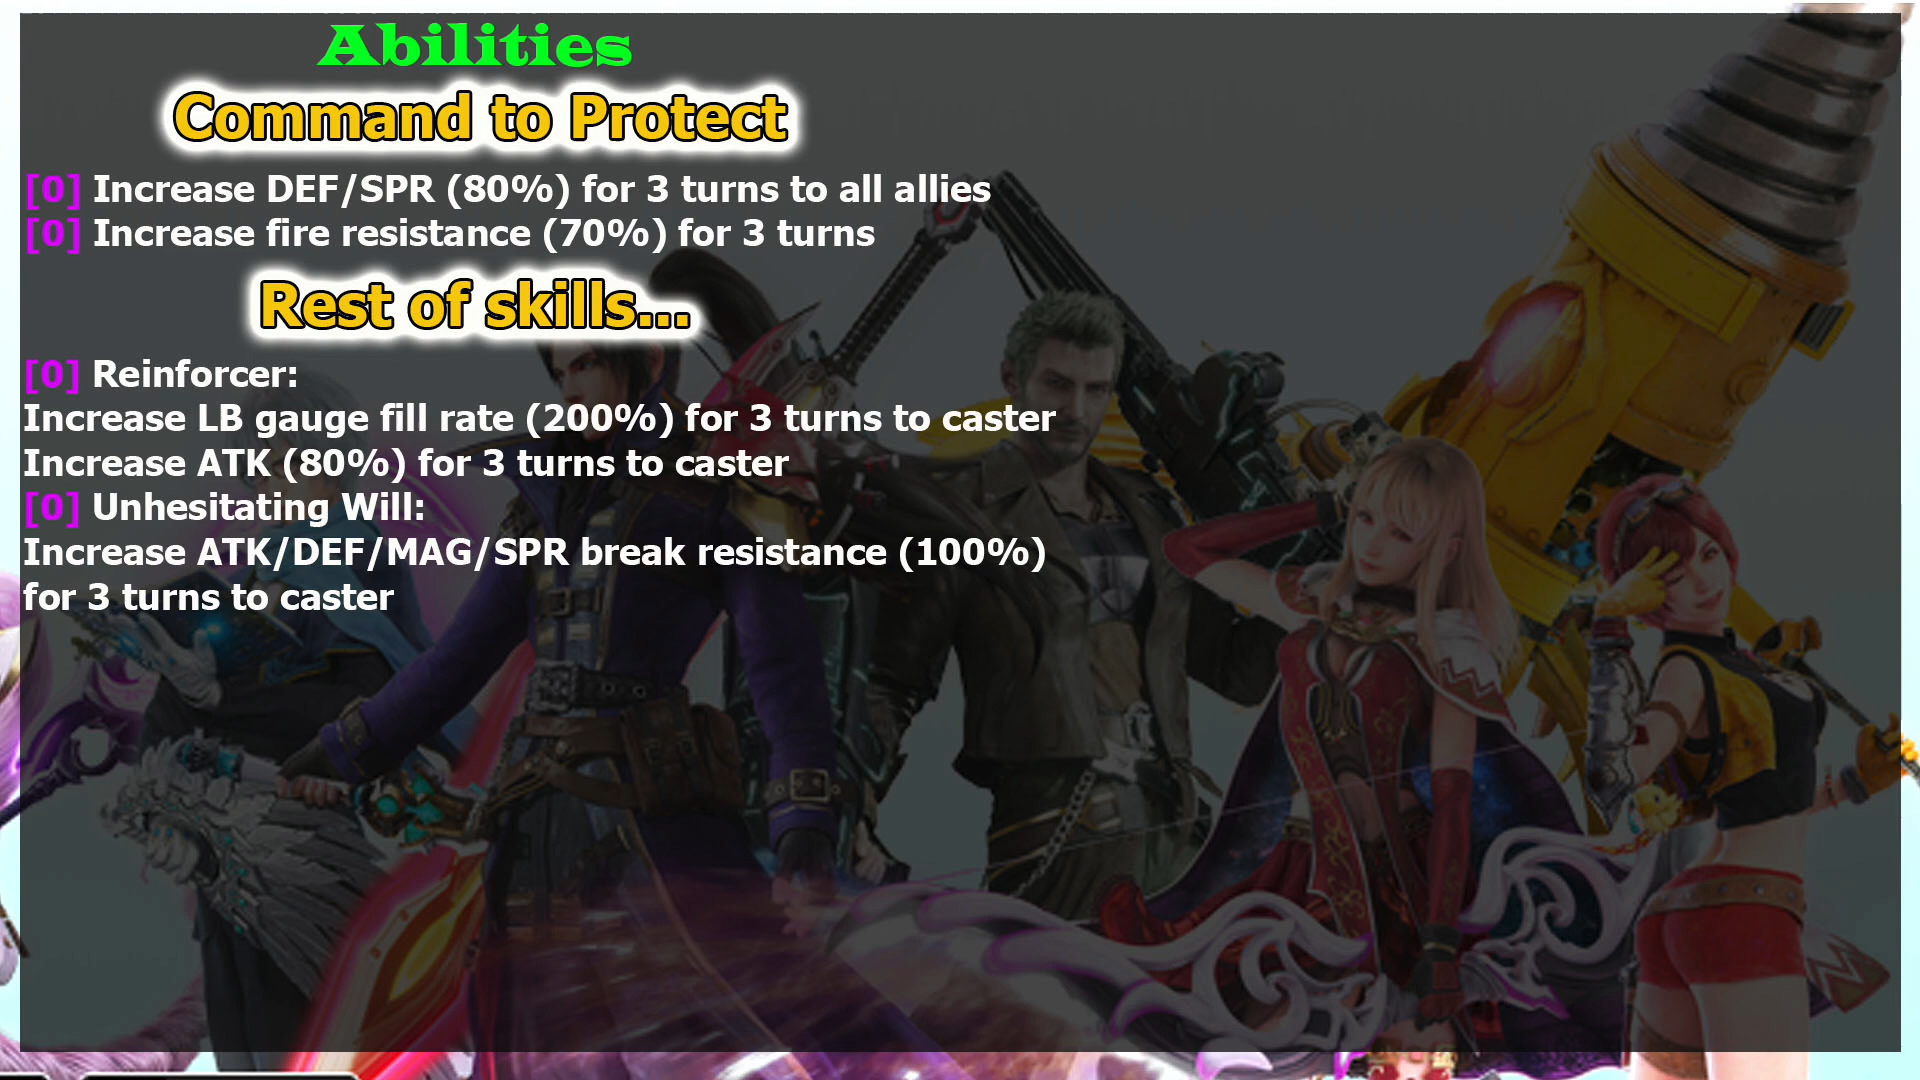 Abilities
Command to Protect
[0] Increase DEF/SPR (80%) for 3 turns to all allies
[0] Increase fire resistance (70%) for 3 turns
Rest of skills...
[0] Reinforcer:
Increase LB gauge fill rate (200%) for 3 turns to caster
Increase ATK (80%) for 3 turns to caster
[0] Unhesitating Will:
Increase ATK/DEF/MAG/SPR break resistance (100%)
for 3 turns to caster